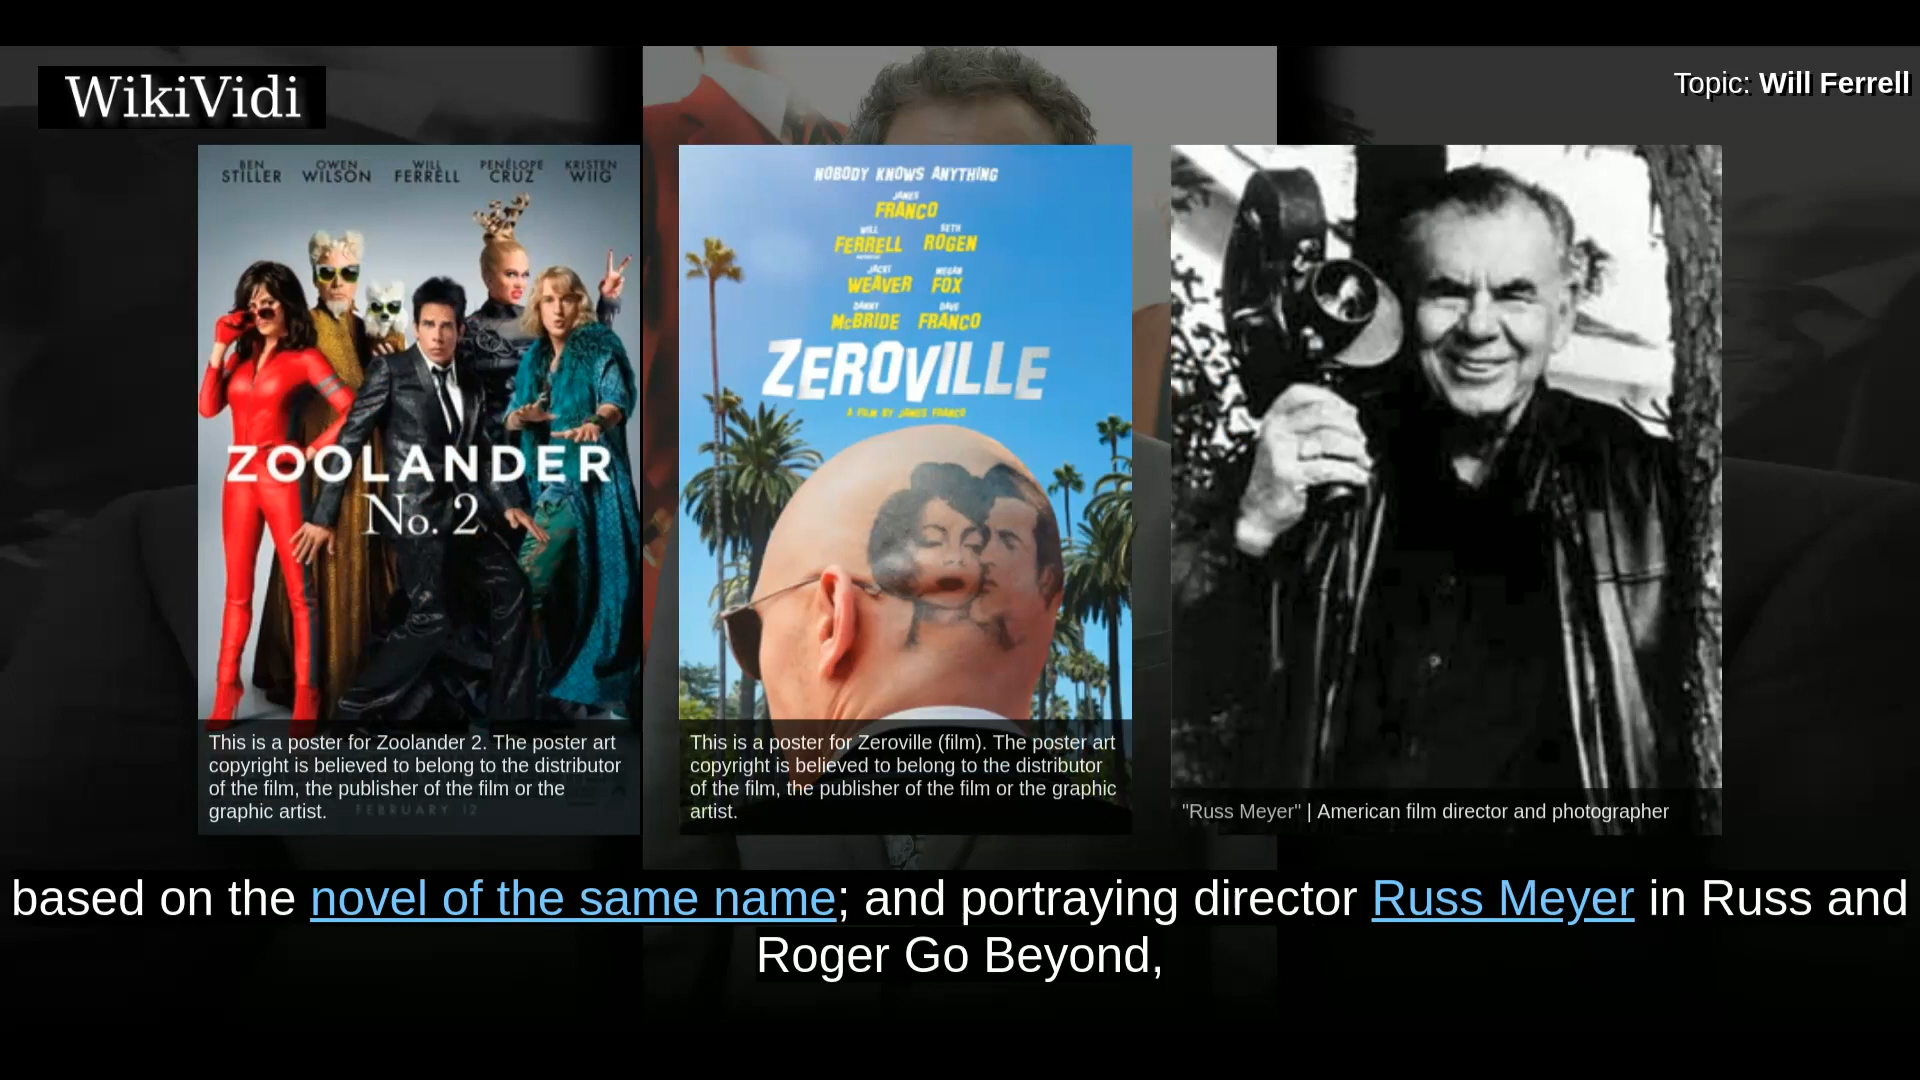 WikiVidi
Topic: Will Ferrell
BEN STILLER OWEN WILSON WILL FERRELL PENÉLOPE CRUZ KRISTEN WIIG
ZOOLANDER
No. 2
FEBRUARY 12
This is a poster for Zoolander 2. The poster art
copyright is believed to belong to the distributor
of the film, the publisher of the film or the
graphic artist.
NOBODY KNOWS ANYTHING
JAMES
FRANCO
WILL FERRELL SETH ROGEN
JACKI WEAVER MEGAN FOX
DANNY McBRIDE DAVE FRANCO
ZEROVILLE
A FILM BY JAMES FRANCO
This is a poster for Zeroville (film). The poster art
copyright is believed to belong to the distributor
of the film, the publisher of the film or the graphic
artist.
"Russ Meyer" | American film director and photographer
based on the novel of the same name; and portraying director Russ Meyer in Russ and
Roger Go Beyond,